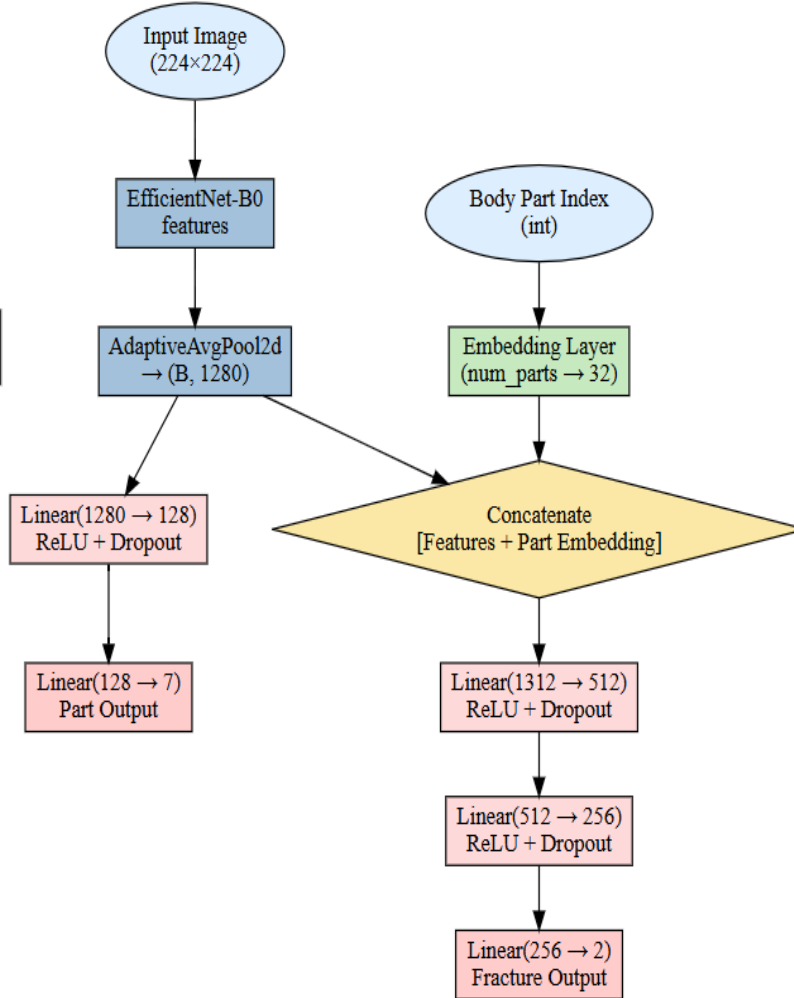 Input Image
(224×224)
EfficientNet-B0
features
Body Part Index
(int)
AdaptiveAvgPool2d
→ (B, 1280)
Embedding Layer
(num_parts → 32)
Linear(1280 → 128)
ReLU + Dropout
Concatenate
[Features + Part Embedding]
Linear(128 → 7)
Part Output
Linear(1312 → 512)
ReLU + Dropout
Linear(512 → 256)
ReLU + Dropout
Linear(256 → 2)
Fracture Output